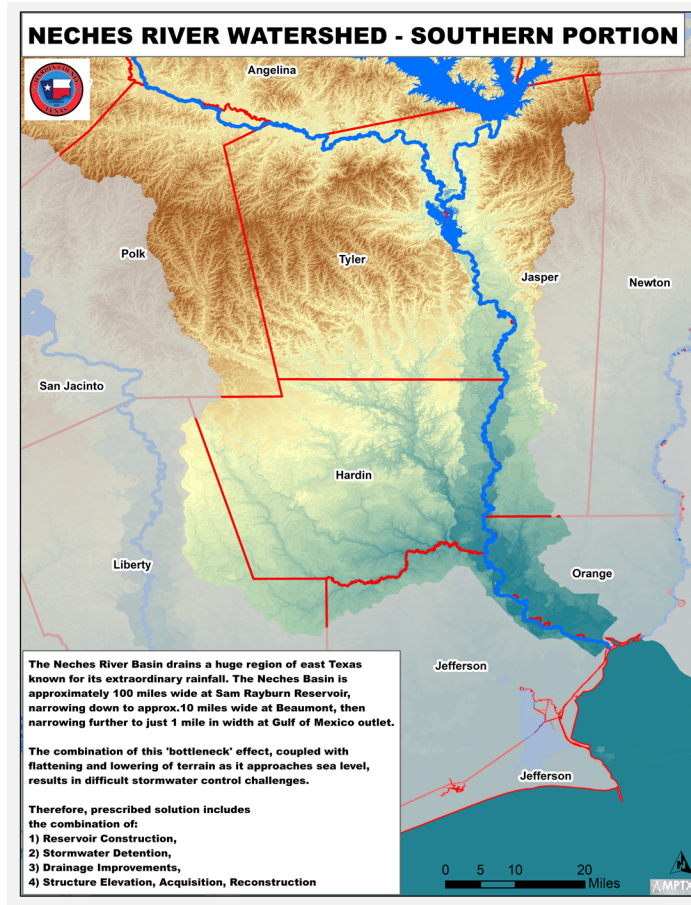 NECHES RIVER WATERSHED - SOUTHERN PORTION
HARDIN COUNTY
TEXAS
Angelina
Polk
Tyler
Jasper
Newton
San Jacinto
Hardin
Liberty
Orange
Jefferson
Jefferson
The Neches River Basin drains a huge region of east Texas
known for its extraordinary rainfall. The Neches Basin is
approximately 100 miles wide at Sam Rayburn Reservoir,
narrowing down to approx.10 miles wide at Beaumont, then
narrowing further to just 1 mile in width at Gulf of Mexico outlet.
The combination of this 'bottleneck' effect, coupled with
flattening and lowering of terrain as it approaches sea level,
results in difficult stormwater control challenges.
Therefore, prescribed solution includes
the combination of:
1) Reservoir Construction,
2) Stormwater Detention,
3) Drainage Improvements,
4) Structure Elevation, Acquisition, Reconstruction
0 5 10 20
Miles
AMPTX